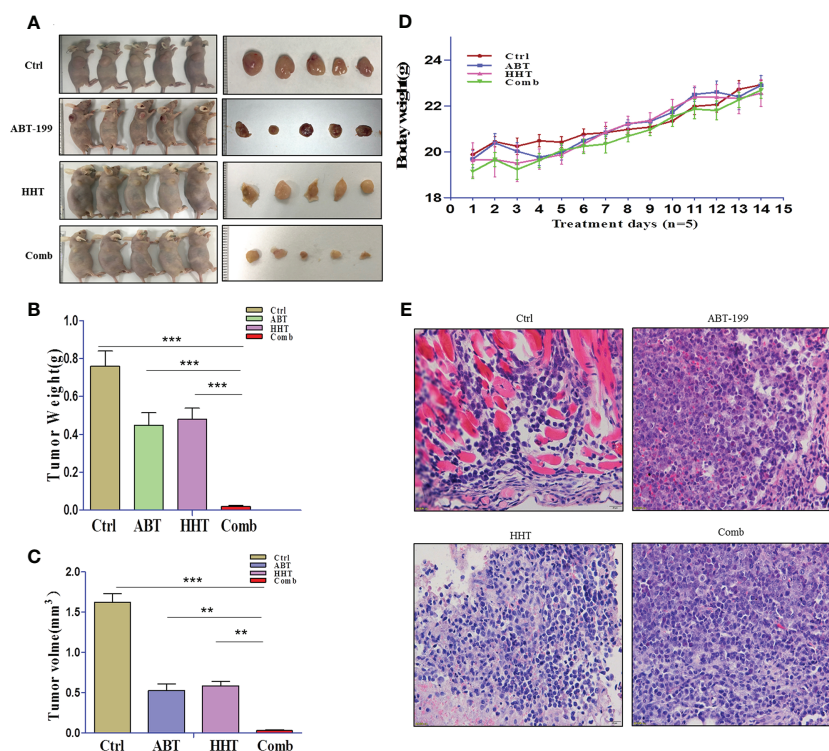 A
Ctrl
ABT-199
HHT
Comb
B
Ctrl
ABT
HHT
Comb
Tumor Weight(g)
1.0
0.8
0.6
0.4
0.2
0.0
***
***
***
Ctrl ABT HHT Comb
C
Ctrl
ABT
HHT
Comb
Tumor volme(mm3)
2.0
1.5
1.0
0.5
0.0
***
**
**
Ctrl ABT HHT Comb
D
Ctrl
ABT
HHT
Comb
Boday weight(g)
24
22
20
18
0 1 2 3 4 5 6 7 8 9 10 11 12 13 14 15
Treatment days (n=5)
E
Ctrl
ABT-199
HHT
Comb